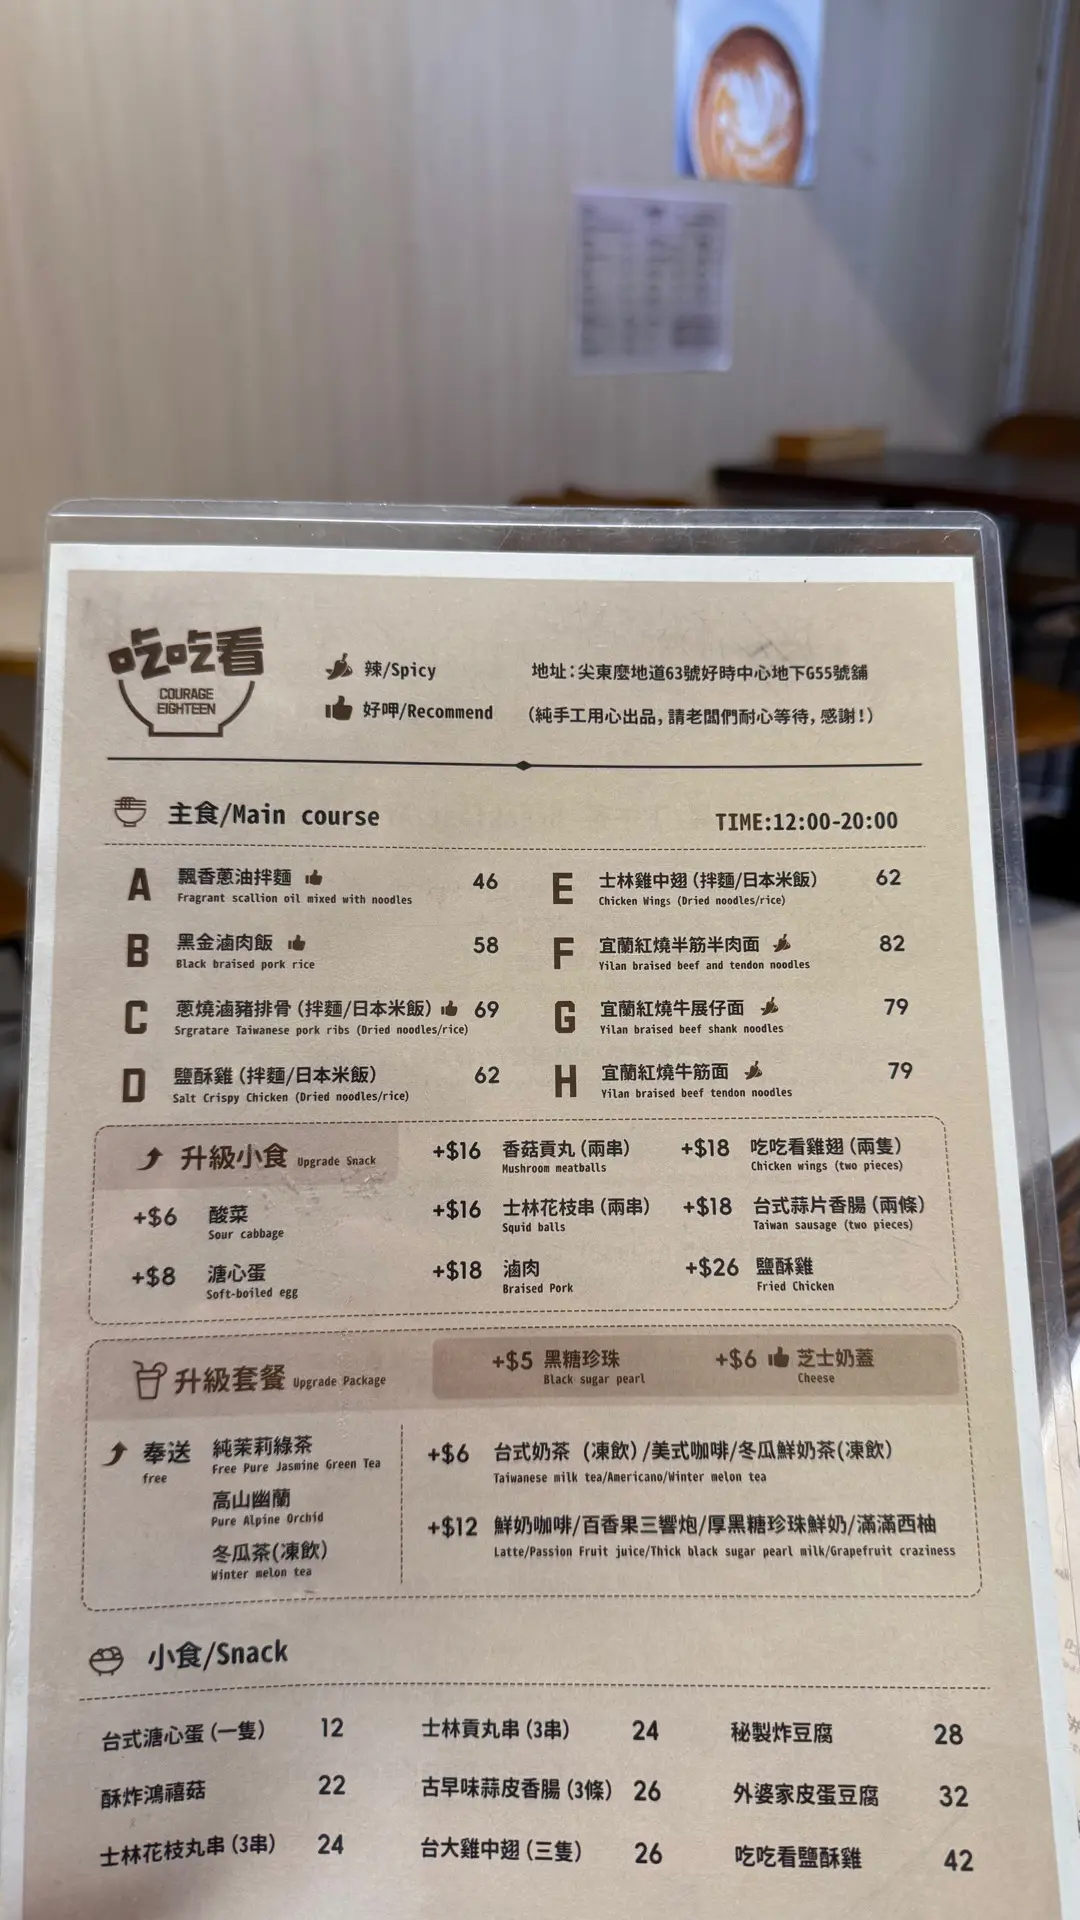 吃吃看
COURAGE
EIGHTEEN
辣/Spicy
好呷/Recommend
地址:尖東麼地道63號好時中心地下G55號舖
(純手工用心出品,請老闆們耐心等待,感謝!)
主食/Main course
TIME:12:00-20:00
A 飄香蔥油拌麵 46
Fragrant scallion oil mixed with noodles
B 黑金滷肉飯 58
Black braised pork rice
C 蔥燒滷豬排骨(拌麵/日本米飯) 69
Srgratare Taiwanese pork ribs (Dried noodles/rice)
D 鹽酥雞(拌麵/日本米飯) 62
Salt Crispy Chicken (Dried noodles/rice)
E 士林雞中翅(拌麵/日本米飯) 62
Chicken Wings (Dried noodles/rice)
F 宜蘭紅燒半筋半肉面 82
Yilan braised beef and tendon noodles
G 宜蘭紅燒牛展仔面 79
Yilan braised beef shank noodles
H 宜蘭紅燒牛筋面 79
Yilan braised beef tendon noodles
升級小食 Upgrade Snack
+$6 酸菜
Sour cabbage
+$8 溏心蛋
Soft-boiled egg
+$16 香菇貢丸(兩串)
Mushroom meatballs
+$16 士林花枝串(兩串)
Squid balls
+$18 滷肉
Braised Pork
+$18 吃吃看雞翅(兩隻)
Chicken wings (two pieces)
+$18 台式蒜片香腸(兩條)
Taiwan sausage (two pieces)
+$26 鹽酥雞
Fried Chicken
升級套餐 Upgrade Package
+$5 黑糖珍珠
Black sugar pearl
+$6 芝士奶蓋
Cheese
奉送 純茉莉綠茶
free Free Pure Jasmine Green Tea
高山幽蘭
Pure Alpine Orchid
冬瓜茶(凍飲)
Winter melon tea
+$6 台式奶茶 (凍飲)/美式咖啡/冬瓜鮮奶茶(凍飲)
Taiwanese milk tea/Americano/Winter melon tea
+$12 鮮奶咖啡/百香果三響炮/厚黑糖珍珠鮮奶/滿滿西柚
Latte/Passion Fruit juice/Thick black sugar pearl milk/Grapefruit craziness
小食/Snack
台式溏心蛋(一隻) 12
酥炸鴻禧菇 22
士林花枝丸串(3串) 24
士林貢丸串(3串) 24
古早味蒜皮香腸(3條) 26
台大雞中翅(三隻) 26
秘製炸豆腐 28
外婆家皮蛋豆腐 32
吃吃看鹽酥雞 42